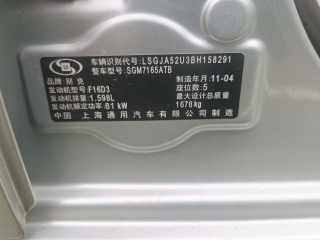 车辆识别代号:LSGJA52U3BH158291
整车型号:SGM7165ATB
品牌:别克 制造年月:11-04
发动机型号:F16D3 座位数:5
发动机排量:1.598L 最大设计总质量
发动机额定功率:81 kW 1678kg
中国 上海通用汽车有限公司 制造